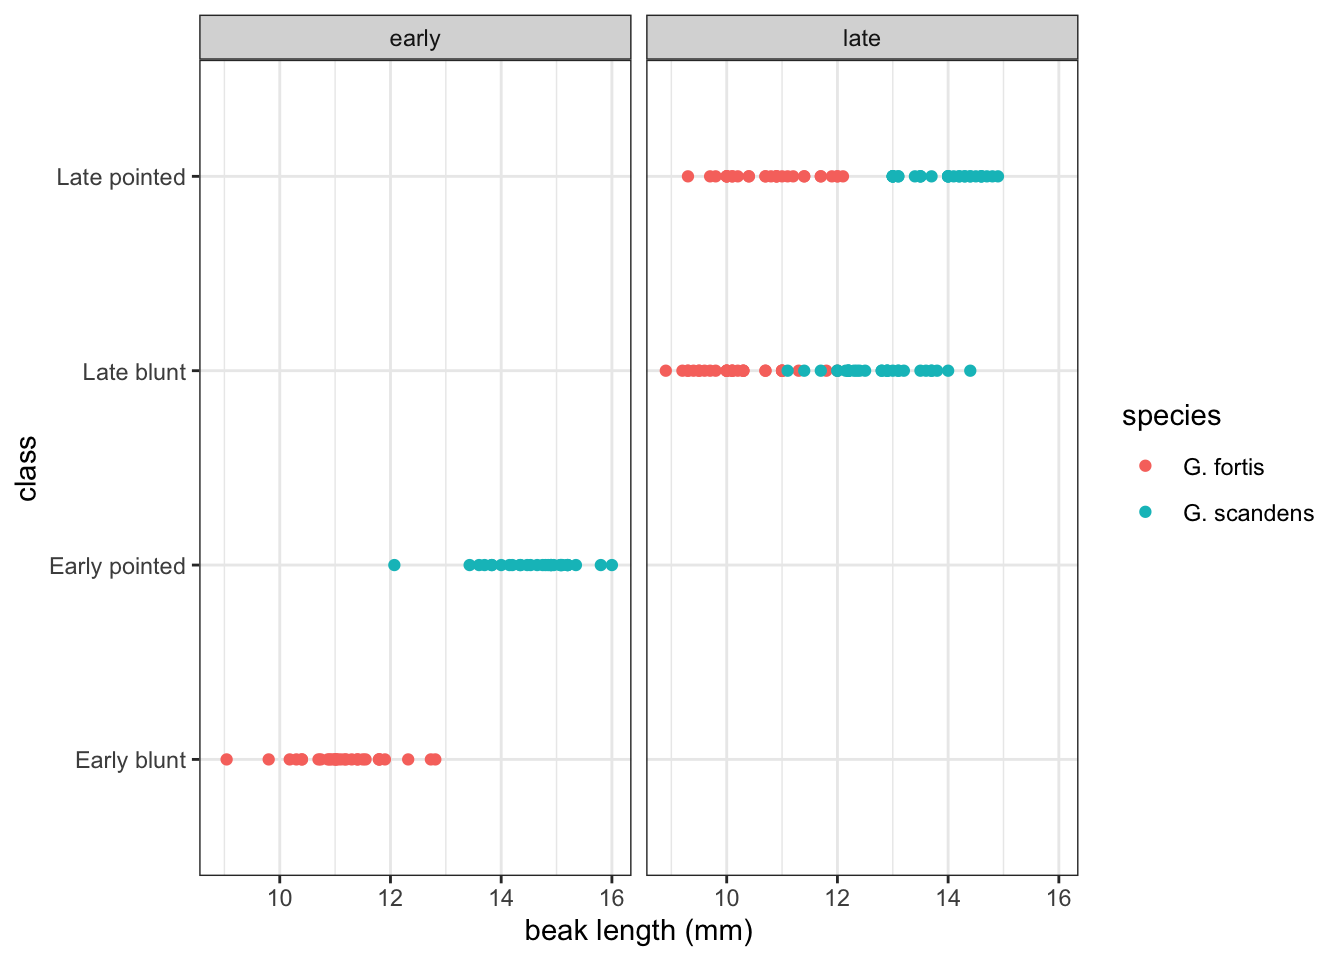 early
late
Late pointed
Late blunt
Early pointed
Early blunt
class
10 12 14 16
10 12 14 16
beak length (mm)
species
G. fortis
G. scandens